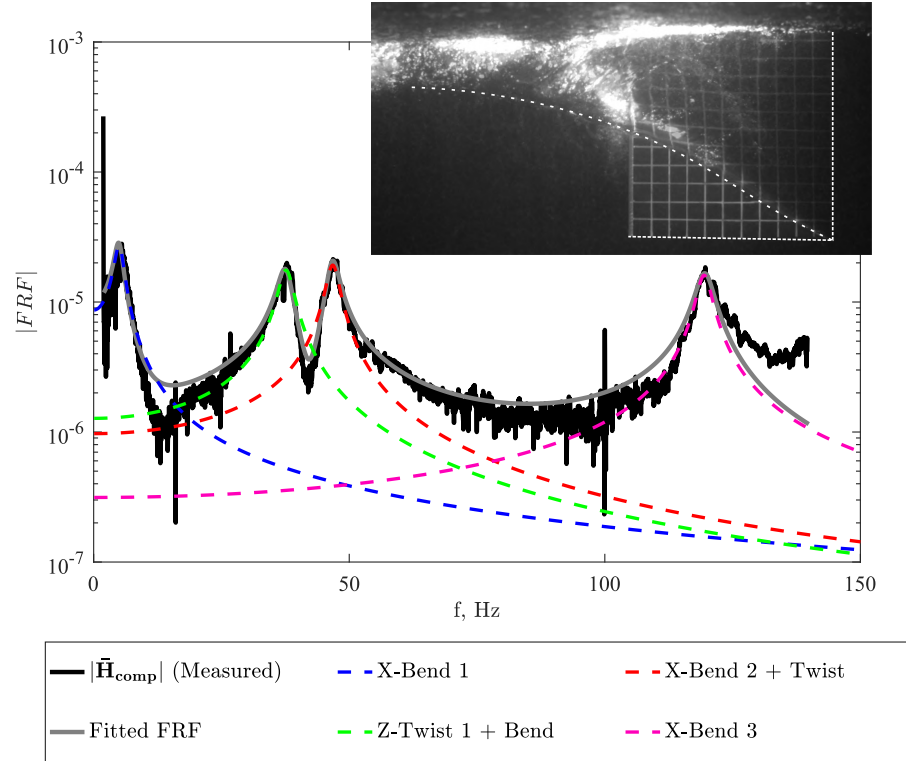 10^-3
10^-4
10^-5
10^-6
10^-7
|FRF|
0 50 100 150
f, Hz
|H̄_comp| (Measured) X-Bend 1 X-Bend 2 + Twist
Fitted FRF Z-Twist 1 + Bend X-Bend 3